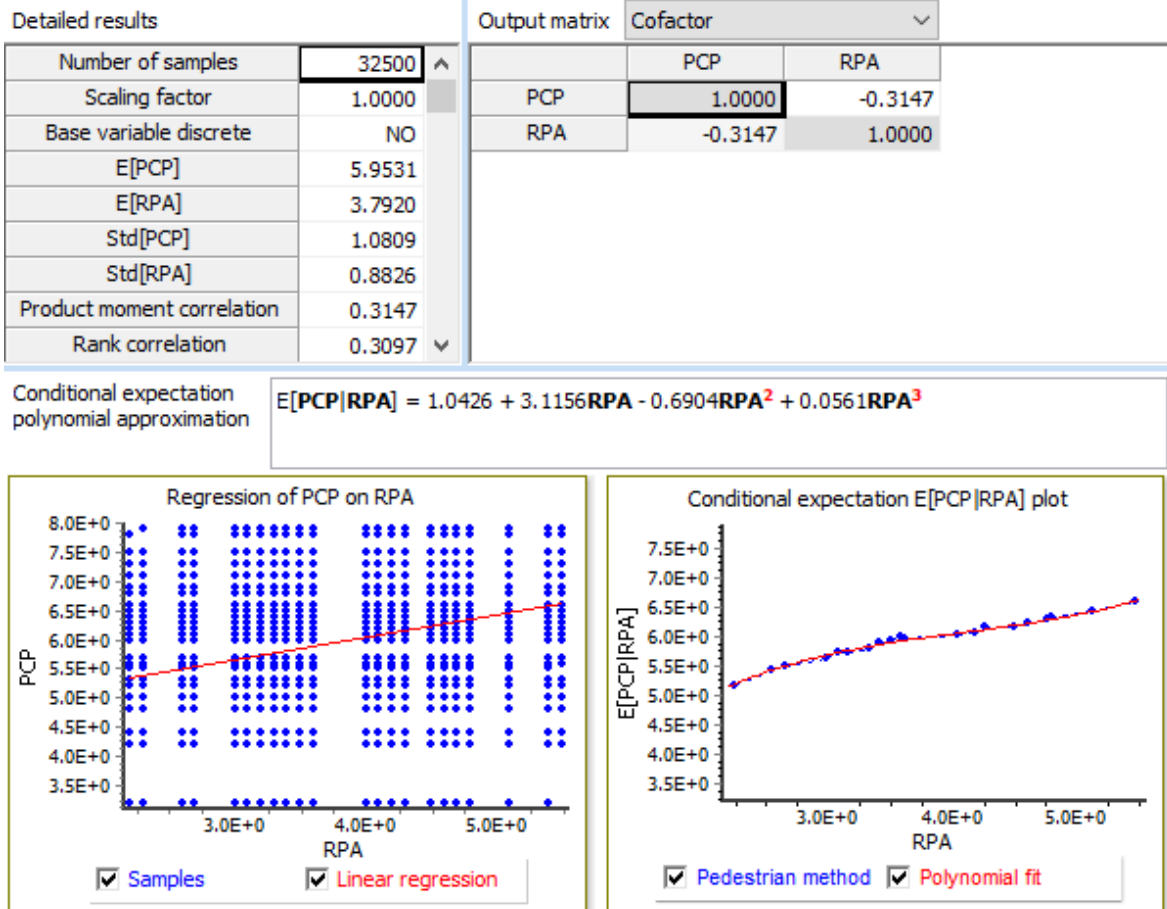 Detailed results
Number of samples 32500
Scaling factor 1.0000
Base variable discrete NO
E[PCP] 5.9531
E[RPA] 3.7920
Std[PCP] 1.0809
Std[RPA] 0.8826
Product moment correlation 0.3147
Rank correlation 0.3097
Output matrix Cofactor
PCP RPA
PCP 1.0000 -0.3147
RPA -0.3147 1.0000
Conditional expectation
polynomial approximation
E[PCP|RPA] = 1.0426 + 3.1156RPA - 0.6904RPA² + 0.0561RPA³
Regression of PCP on RPA
8.0E+0
7.5E+0
7.0E+0
6.5E+0
6.0E+0
5.5E+0
5.0E+0
4.5E+0
4.0E+0
3.5E+0
PCP
3.0E+0 4.0E+0 5.0E+0
RPA
Samples Linear regression
Conditional expectation E[PCP|RPA] plot
7.5E+0
7.0E+0
6.5E+0
6.0E+0
5.5E+0
5.0E+0
4.5E+0
4.0E+0
3.5E+0
E[PCP|RPA]
3.0E+0 4.0E+0 5.0E+0
RPA
Pedestrian method Polynomial fit